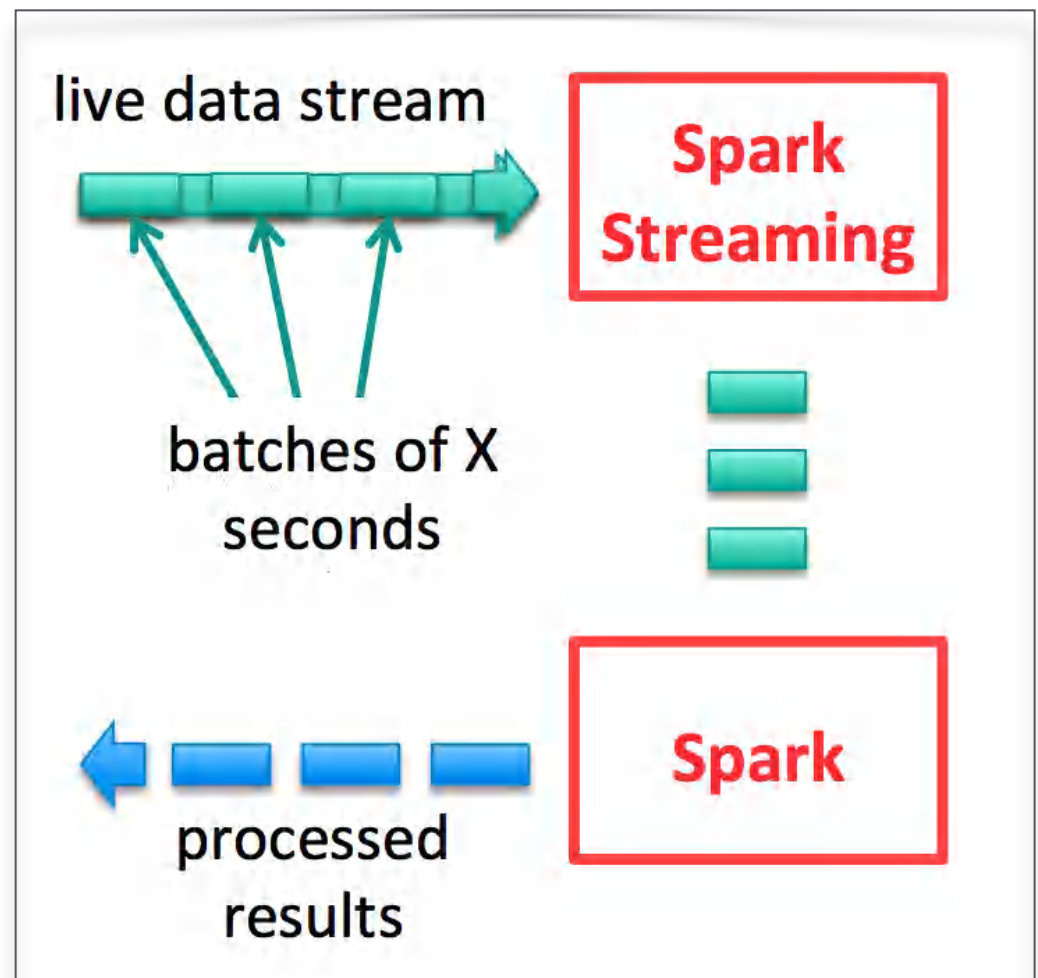 live data stream
Spark
Streaming
batches of X
seconds
Spark
processed
results